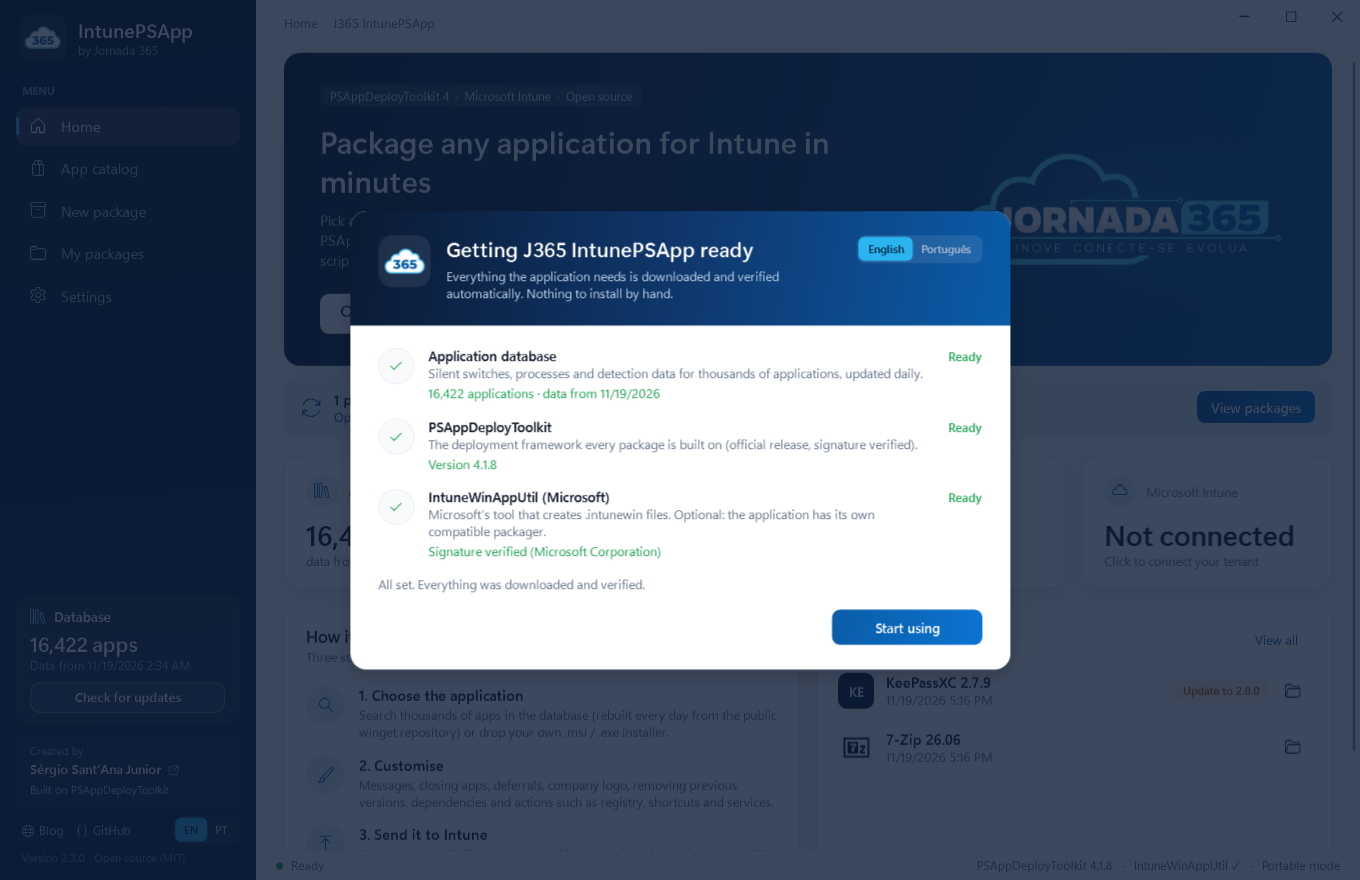 365
IntunePSApp
by Jornada 365
MENU
Home
App catalog
New package
My packages
Settings
Database
16,422 apps
Data from 11/19/2026 2:34 AM
Check for updates
Created by
Sérgio Sant'Ana Junior
Built on PSAppDeployToolkit
Blog
{ } GitHub
EN
PT
Version 2.3.0 · Open source (MIT)
Home · J365 IntunePSApp
PSAppDeployToolkit 4 · Microsoft Intune · Open source
Package any application for Intune in
minutes
Pick
scrip
JORNADA 365
INOVE, CONECTE-SE, EVOLUA
365
Getting J365 IntunePSApp ready
Everything the application needs is downloaded and verified
automatically. Nothing to install by hand.
English
Português
Application database
Ready
Silent switches, processes and detection data for thousands of applications, updated daily.
16,422 applications · data from 11/19/2026
PSAppDeployToolkit
Ready
The deployment framework every package is built on (official release, signature verified).
Version 4.1.8
IntuneWinAppUtil (Microsoft)
Ready
Microsoft's tool that creates .intunewin files. Optional: the application has its own
compatible packager.
Signature verified (Microsoft Corporation)
All set. Everything was downloaded and verified.
Start using
View packages
16,4
data fro
Microsoft Intune
Not connected
Click to connect your tenant
How i
Three st
1. Choose the application
Search thousands of apps in the database (rebuilt every day from the public
winget repository) or drop your own .msi / .exe installer.
2. Customise
Messages, closing apps, deferrals, company logo, removing previous
versions, dependencies and actions such as registry, shortcuts and services.
3. Send it to Intune
View all
KE
KeePassXC 2.7.9
11/19/2026 5:16 PM
Update to 2.8.0
7z
7-Zip 26.06
11/19/2026 5:16 PM
Ready
PSAppDeployToolkit 4.1.8 · IntuneWinAppUtil ✓ · Portable mode